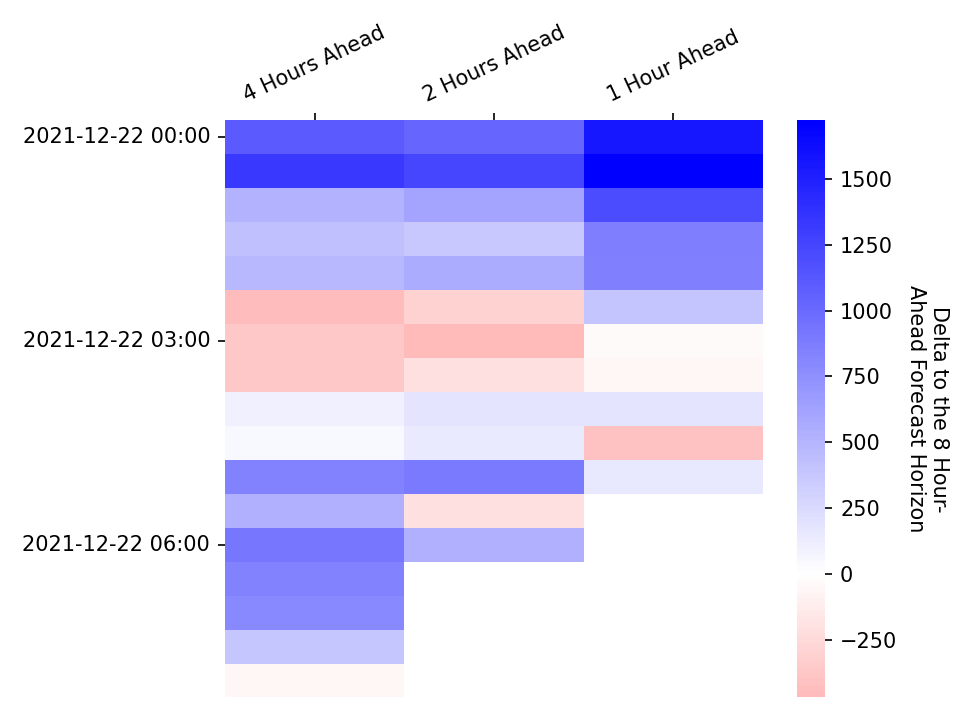 4 Hours Ahead
2 Hours Ahead
1 Hour Ahead
2021-12-22 00:00
2021-12-22 03:00
2021-12-22 06:00
1500
1250
1000
750
500
250
0
−250
Delta to the 8 Hour-
Ahead Forecast Horizon